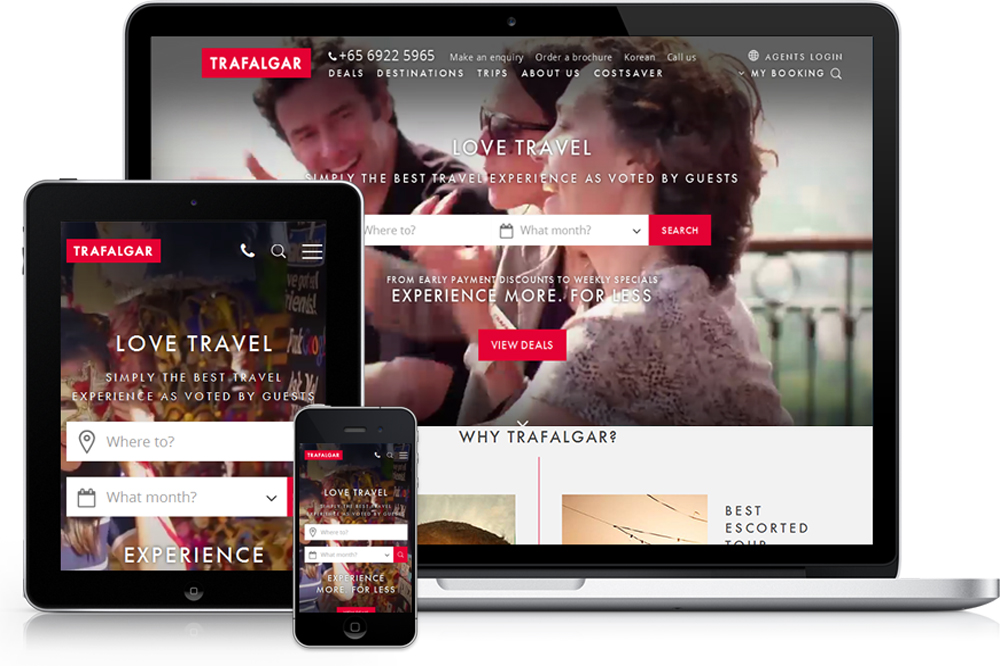 TRAFALGAR
+65 6922 5965 Make an enquiry Order a brochure Korean Call us
AGENTS LOGIN
DEALS DESTINATIONS TRIPS ABOUT US COSTSAVER
MY BOOKING
LOVE TRAVEL
SIMPLY THE BEST TRAVEL EXPERIENCE AS VOTED BY GUESTS
Where to? What month? SEARCH
FROM EARLY PAYMENT DISCOUNTS TO WEEKLY SPECIALS
EXPERIENCE MORE. FOR LESS
VIEW DEALS
WHY TRAFALGAR?
BEST
ESCORTED
TOUR
TRAFALGAR
LOVE TRAVEL
SIMPLY THE BEST TRAVEL
EXPERIENCE AS VOTED BY GUESTS
Where to?
What month?
EXPERIENCE
TRAFALGAR
LOVE TRAVEL
SIMPLY THE BEST TRAVEL
EXPERIENCE AS VOTED BY GUESTS
Where to?
What month?
EXPERIENCE
MORE. FOR LESS